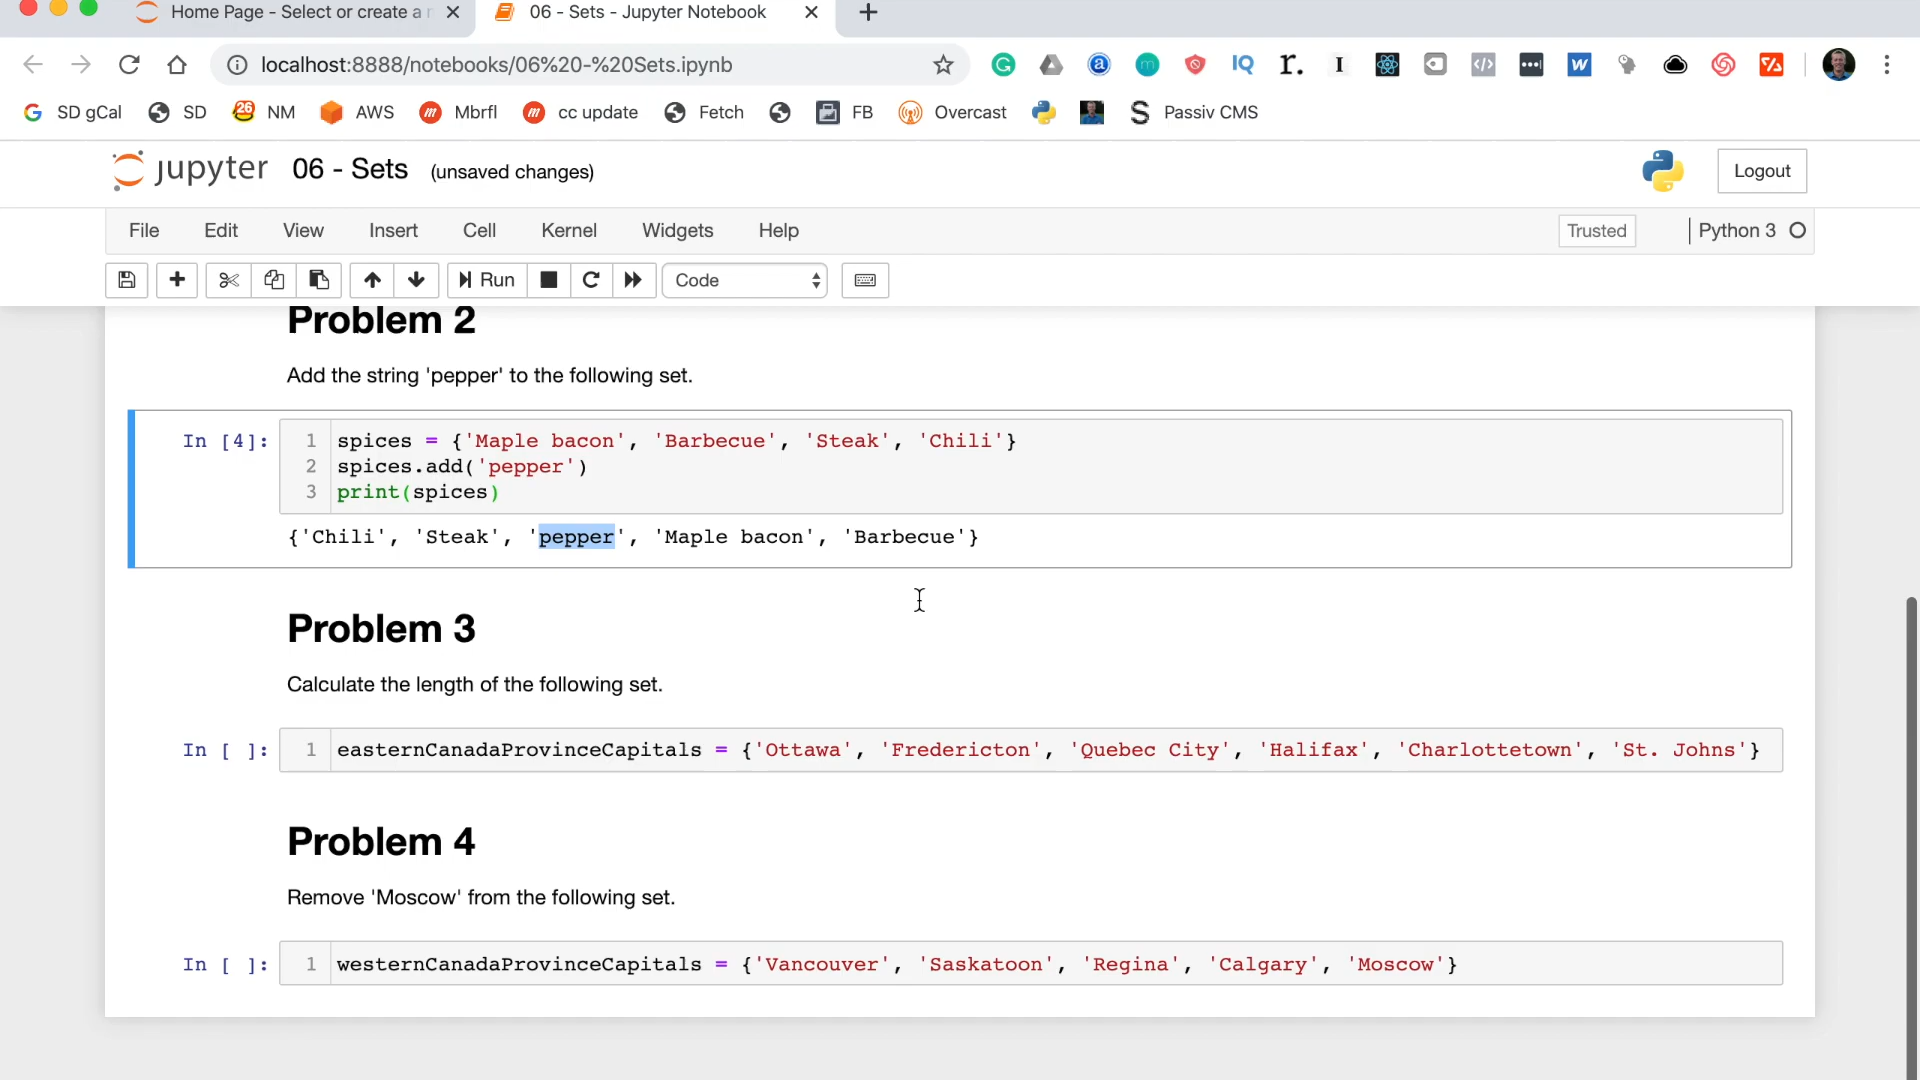 Home Page - Select or create a
06 - Sets - Jupyter Notebook
localhost:8888/notebooks/06%20-%20Sets.ipynb
SD gCal SD NM AWS Mbrfl cc update Fetch FB Overcast Passiv CMS
jupyter 06 - Sets (unsaved changes)
Logout
File Edit View Insert Cell Kernel Widgets Help
Trusted
Python 3
Run
Code
Problem 2
Add the string 'pepper' to the following set.
In [4]:
1 spices = {'Maple bacon', 'Barbecue', 'Steak', 'Chili'}
2 spices.add('pepper')
3 print(spices)
{'Chili', 'Steak', 'pepper', 'Maple bacon', 'Barbecue'}
Problem 3
Calculate the length of the following set.
In [ ]:
1 easternCanadaProvinceCapitals = {'Ottawa', 'Fredericton', 'Quebec City', 'Halifax', 'Charlottetown', 'St. Johns'}
Problem 4
Remove 'Moscow' from the following set.
In [ ]:
1 westernCanadaProvinceCapitals = {'Vancouver', 'Saskatoon', 'Regina', 'Calgary', 'Moscow'}